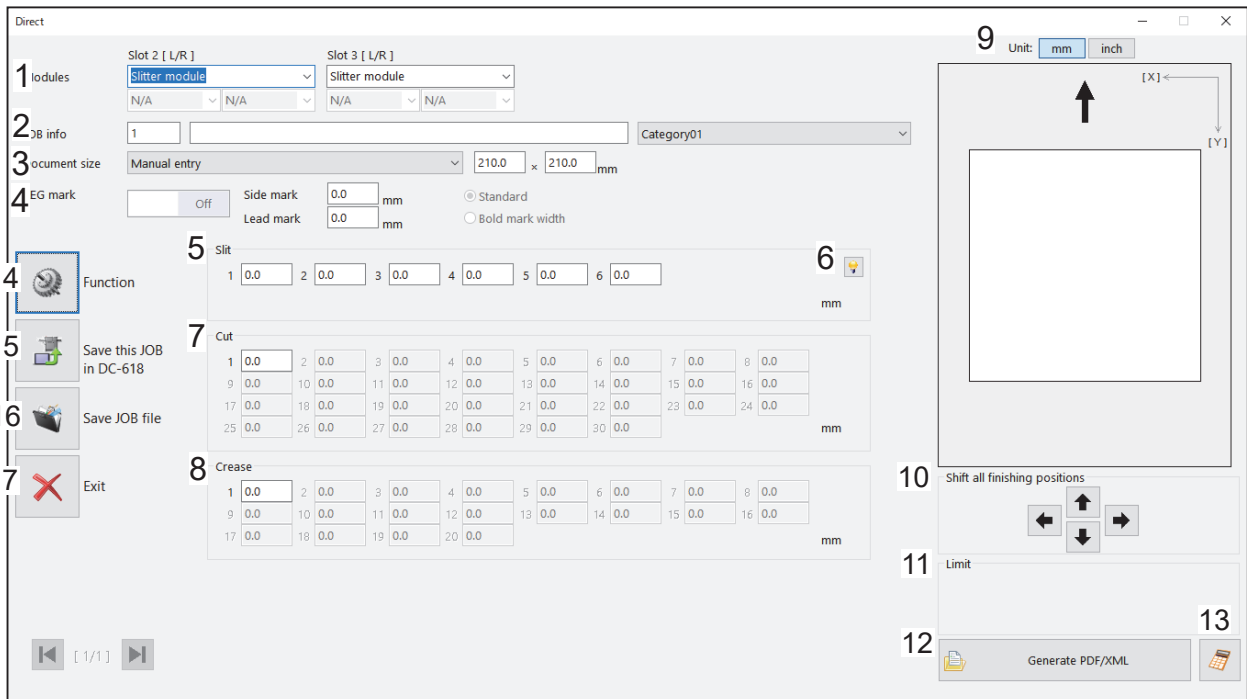 Direct
9 Unit: mm inch
Slot 2 [ L/R ] Slot 3 [ L/R ]
1 odules Slitter module Slitter module
N/A N/A N/A N/A
[X]
[Y]
2 OB info 1 Category01
3 ocument size Manual entry 210.0 × 210.0 mm
4 EG mark Off Side mark 0.0 mm Standard
Lead mark 0.0 mm Bold mark width
5 Slit 6
1 0.0 2 0.0 3 0.0 4 0.0 5 0.0 6 0.0
mm
4 Function
5 Save this JOB
in DC-618
6 Save JOB file
7 Exit
7 Cut
1 0.0 2 0.0 3 0.0 4 0.0 5 0.0 6 0.0 7 0.0 8 0.0
9 0.0 10 0.0 11 0.0 12 0.0 13 0.0 14 0.0 15 0.0 16 0.0
17 0.0 18 0.0 19 0.0 20 0.0 21 0.0 22 0.0 23 0.0 24 0.0
25 0.0 26 0.0 27 0.0 28 0.0 29 0.0 30 0.0 mm
8 Crease
1 0.0 2 0.0 3 0.0 4 0.0 5 0.0 6 0.0 7 0.0 8 0.0
9 0.0 10 0.0 11 0.0 12 0.0 13 0.0 14 0.0 15 0.0 16 0.0
17 0.0 18 0.0 19 0.0 20 0.0 mm
10 Shift all finishing positions
11 Limit
12 Generate PDF/XML 13
[ 1/1 ]